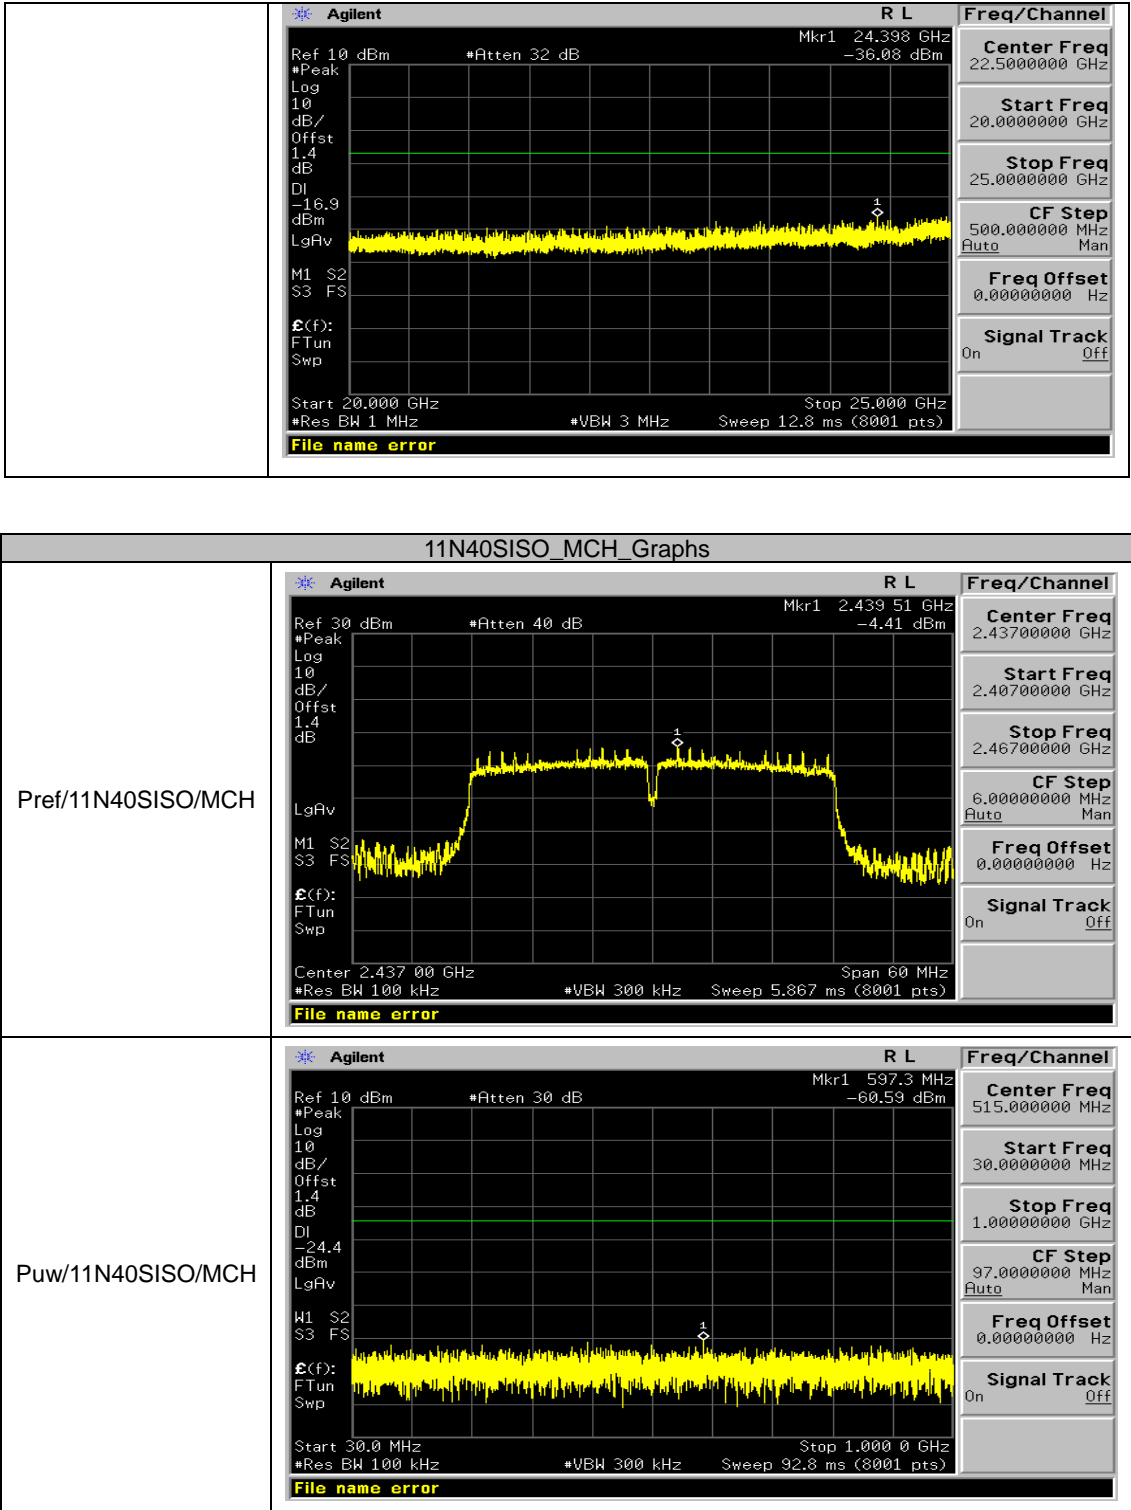 Agilent R L Freq/Channel
Mkr1 24.398 GHz
Ref 10 dBm #Atten 32 dB -36.08 dBm
#Peak
Log
10
dB/
Offst
1.4
dB
DI
-16.9
dBm
LgAv
M1 S2
S3 FS
£(f):
FTun
Swp
1
Start 20.000 GHz Stop 25.000 GHz
#Res BW 1 MHz #VBW 3 MHz Sweep 12.8 ms (8001 pts)
File name error
Center Freq
22.5000000 GHz
Start Freq
20.0000000 GHz
Stop Freq
25.0000000 GHz
CF Step
500.000000 MHz
Auto Man
Freq Offset
0.00000000 Hz
Signal Track
On Off
11N40SISO_MCH_Graphs
Pref/11N40SISO/MCH
Agilent R L Freq/Channel
Mkr1 2.439 51 GHz
Ref 30 dBm #Atten 40 dB -4.41 dBm
#Peak
Log
10
dB/
Offst
1.4
dB
LgAv
M1 S2
S3 FS
£(f):
FTun
Swp
1
Center 2.437 00 GHz Span 60 MHz
#Res BW 100 kHz #VBW 300 kHz Sweep 5.867 ms (8001 pts)
File name error
Center Freq
2.43700000 GHz
Start Freq
2.40700000 GHz
Stop Freq
2.46700000 GHz
CF Step
6.00000000 MHz
Auto Man
Freq Offset
0.00000000 Hz
Signal Track
On Off
Puw/11N40SISO/MCH
Agilent R L Freq/Channel
Mkr1 597.3 MHz
Ref 10 dBm #Atten 30 dB -60.59 dBm
#Peak
Log
10
dB/
Offst
1.4
dB
DI
-24.4
dBm
LgAv
W1 S2
S3 FS
£(f):
FTun
Swp
1
Start 30.0 MHz Stop 1.000 0 GHz
#Res BW 100 kHz #VBW 300 kHz Sweep 92.8 ms (8001 pts)
File name error
Center Freq
515.000000 MHz
Start Freq
30.0000000 MHz
Stop Freq
1.00000000 GHz
CF Step
97.0000000 MHz
Auto Man
Freq Offset
0.00000000 Hz
Signal Track
On Off